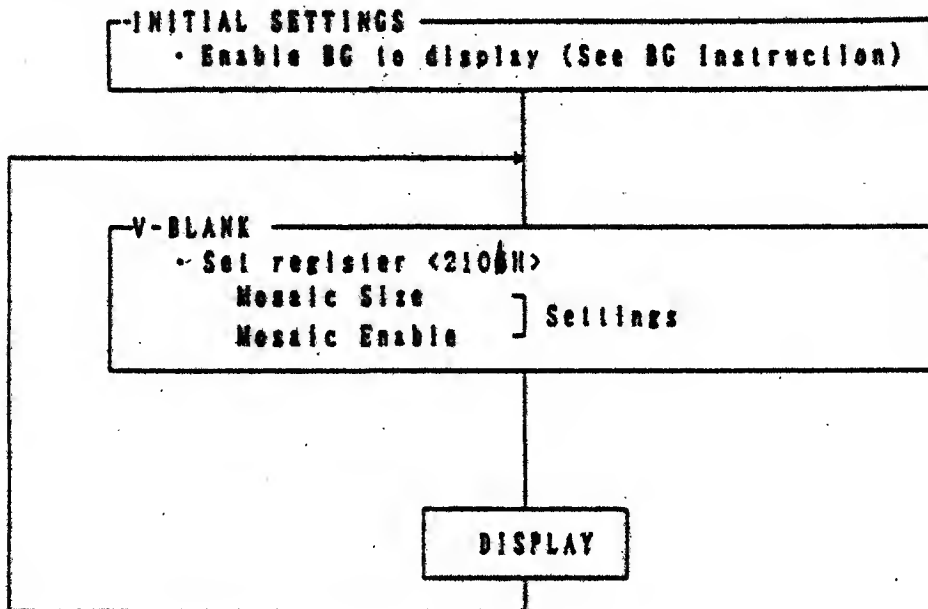 INITIAL SETTINGS
· Enable BG to display (See BG Instruction)
V-BLANK
· Set register <2106H>
Mosaic Size
Mosaic Enable ] Settings
DISPLAY